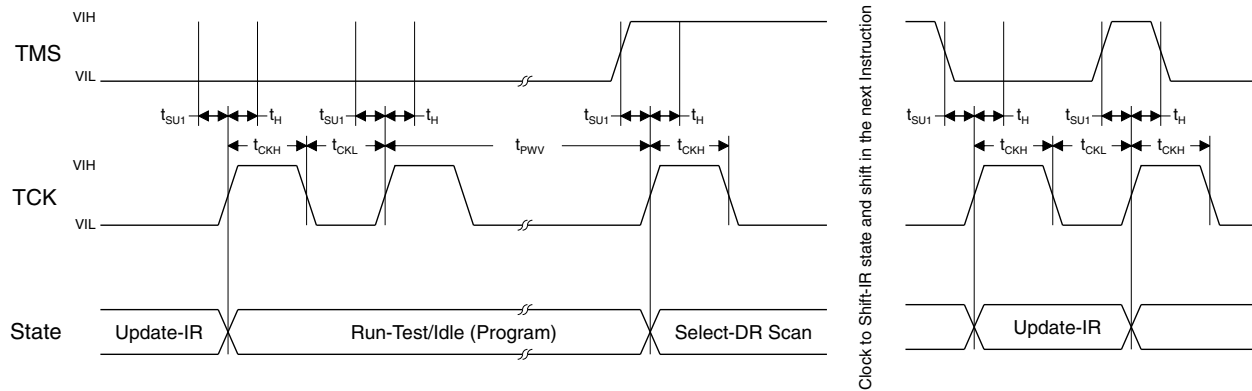 VIH
TMS
VIL
tSU1 tH tSU1 tH tSU1 tH tSU1 tH tSU1 tH
tCKH tCKL tPWV tCKH tCKH tCKL tCKH
VIH
TCK
VIL
State Update-IR Run-Test/Idle (Program) Select-DR Scan Update-IR
Clock to Shift-IR state and shift in the next Instruction